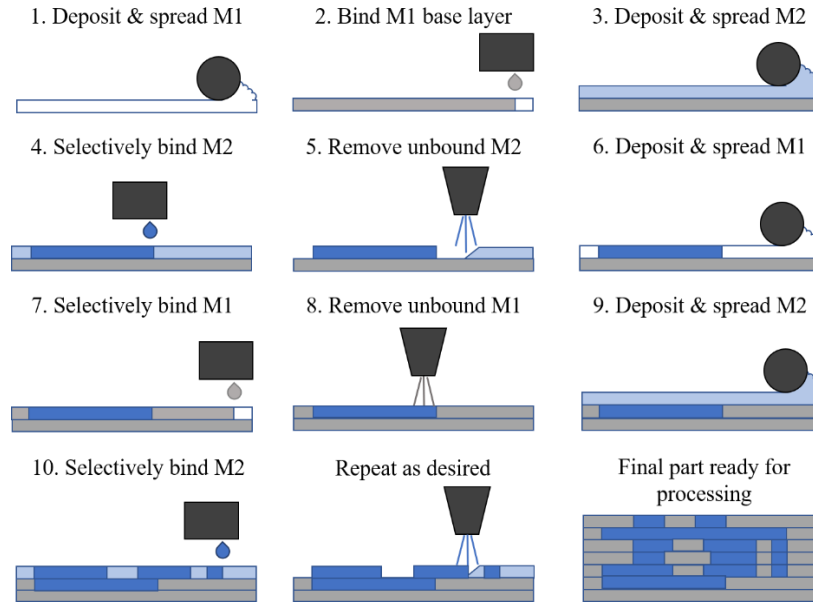 1. Deposit & spread M1
2. Bind M1 base layer
3. Deposit & spread M2
4. Selectively bind M2
5. Remove unbound M2
6. Deposit & spread M1
7. Selectively bind M1
8. Remove unbound M1
9. Deposit & spread M2
10. Selectively bind M2
Repeat as desired
Final part ready for
processing